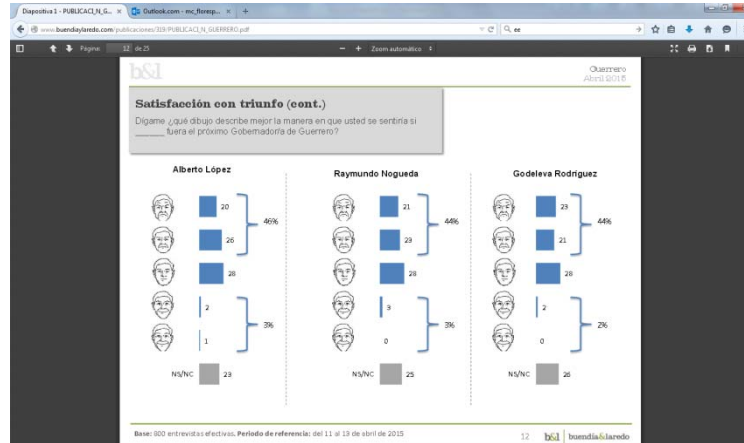 Diapositiva 1 - PUBLICACI_N_G... ×
Outlook.com - mc_floresp... ×
+
www.buendiaylaredo.com/publicaciones/319/PUBLICACI_N_GUERRERO.pdf
ee
Página: 12 de 25
Zoom automático
b&l
Guerrero
Abril 2015
Satisfacción con triunfo (cont.)
Dígame ¿qué dibujo describe mejor la manera en que usted se sentiría si
______ fuera el próximo Gobernador/a de Guerrero?
Alberto López
20
26
46%
28
2
1
3%
NS/NC 23
Raymundo Nogueda
21
23
44%
28
3
0
3%
NS/NC 25
Godeleva Rodríguez
23
21
44%
28
2
0
2%
NS/NC 26
Base: 800 entrevistas efectivas. Periodo de referencia: del 11 al 13 de abril de 2015
12
b&l buendía&laredo